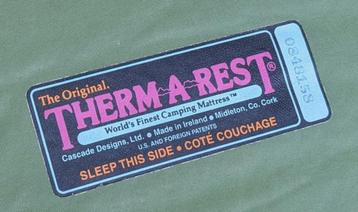 The Original.
THERM-A-REST®
World's Finest Camping Mattress™
Cascade Designs, Ltd. • Made in Ireland • Midleton, Co. Cork
U.S. AND FOREIGN PATENTS
SLEEP THIS SIDE • COTE COUCHAGE
0848158